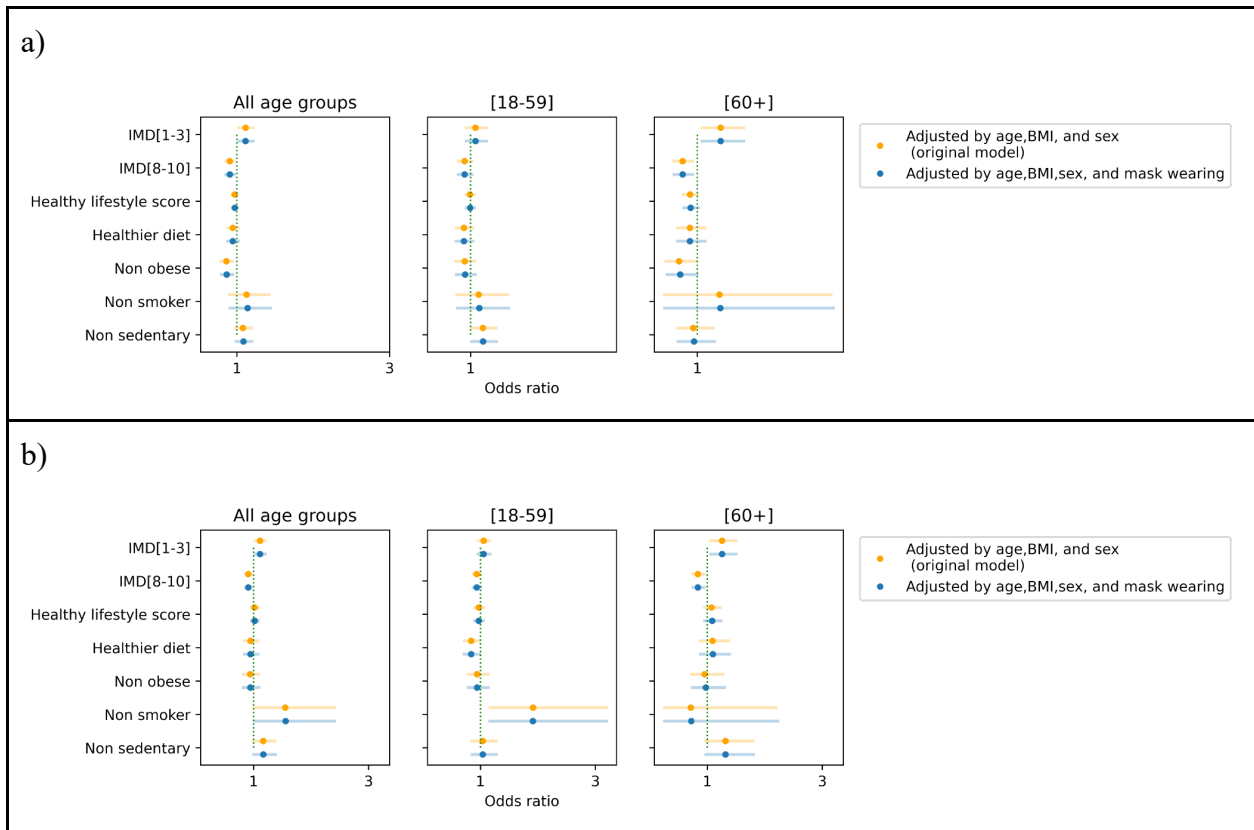 a)
All age groups
[18-59]
[60+]
IMD[1-3]
IMD[8-10]
Healthy lifestyle score
Healthier diet
Non obese
Non smoker
Non sedentary
1
3
1
1
Odds ratio
Adjusted by age,BMI, and sex
(original model)
Adjusted by age,BMI,sex, and mask wearing
b)
All age groups
[18-59]
[60+]
IMD[1-3]
IMD[8-10]
Healthy lifestyle score
Healthier diet
Non obese
Non smoker
Non sedentary
1
3
1
3
1
3
Odds ratio
Adjusted by age,BMI, and sex
(original model)
Adjusted by age,BMI,sex, and mask wearing